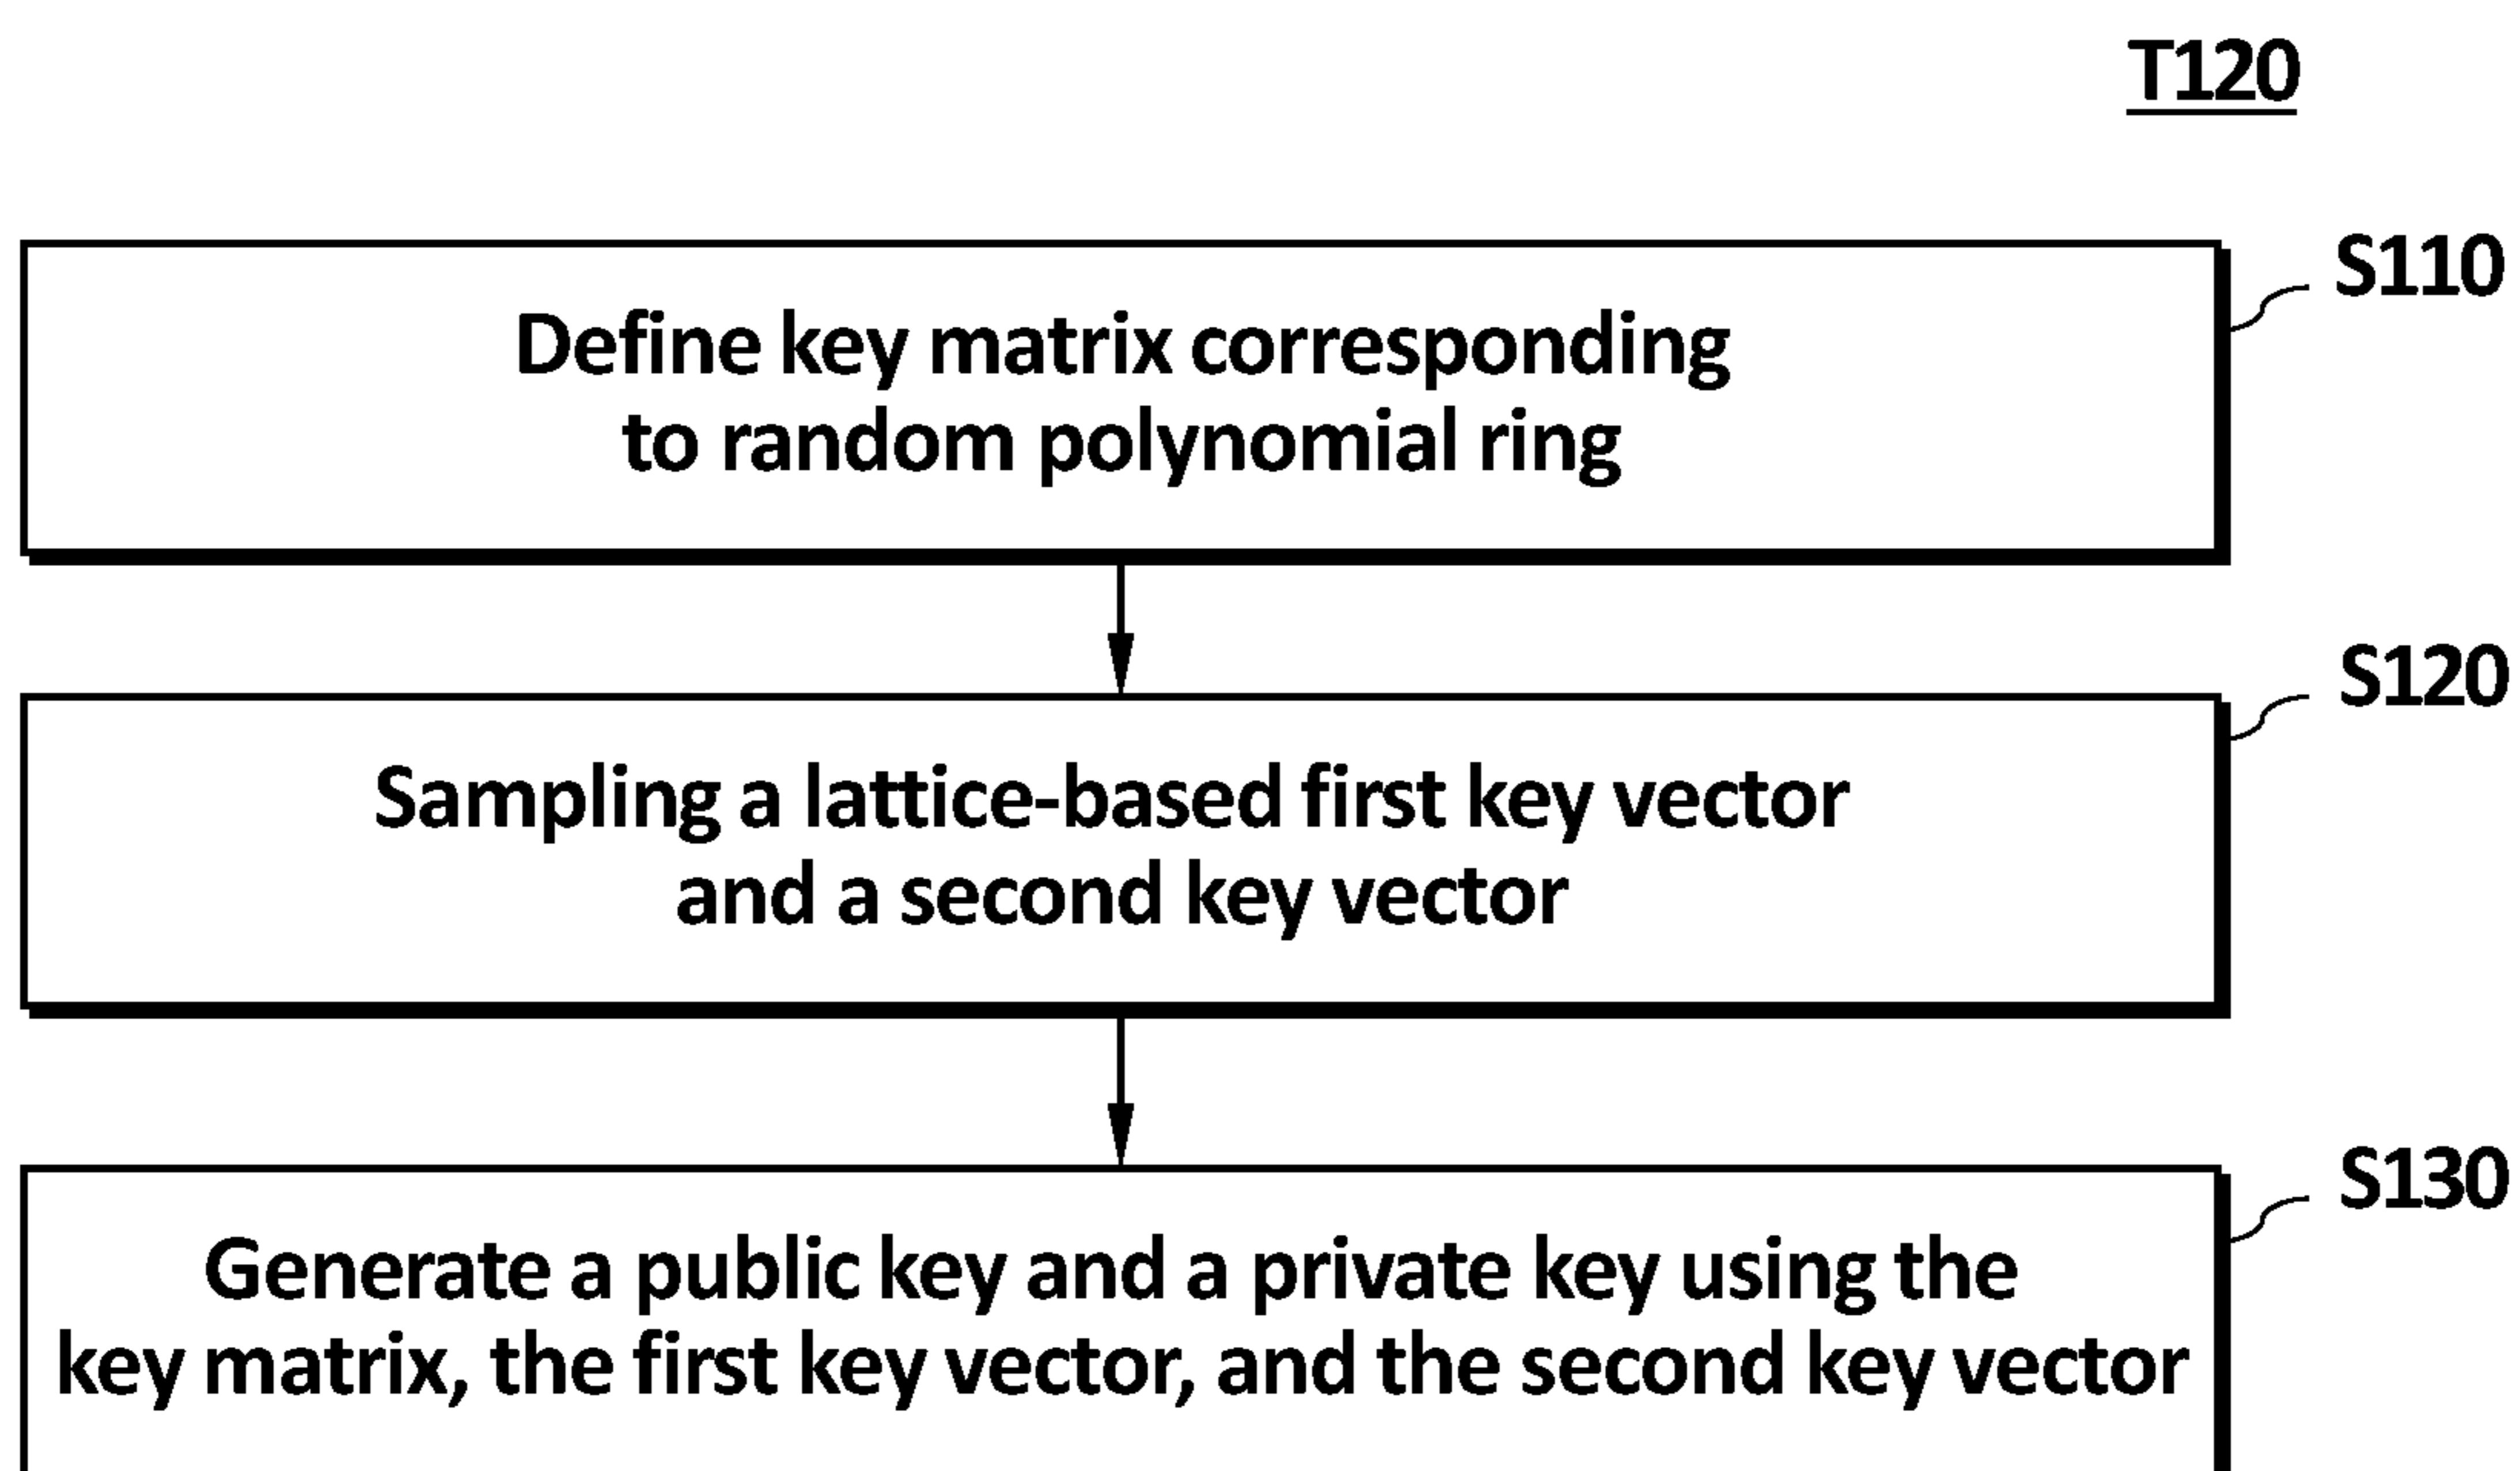 T120
S110
Define key matrix corresponding
to random polynomial ring
S120
Sampling a lattice-based first key vector
and a second key vector
S130
Generate a public key and a private key using the
key matrix, the first key vector, and the second key vector